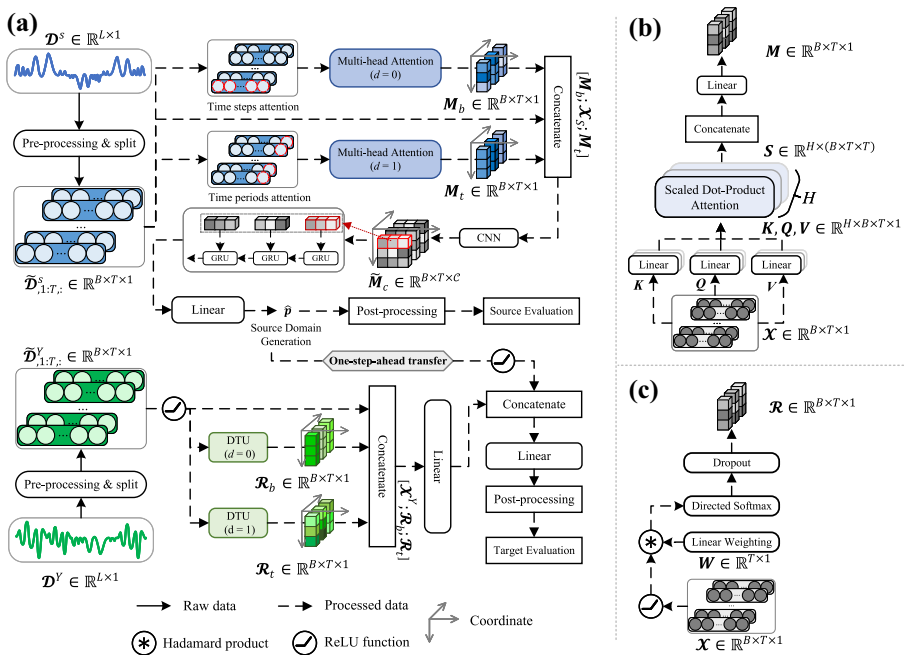 (a)
𝓓ˢ ∈ ℝ^{L×1}
Pre-processing & split
...
...
...
𝓓̃ˢ_{,1:T,:} ∈ ℝ^{B×T×1}
...
...
...
Time steps attention
Multi-head Attention
(d = 0)
M_b ∈ ℝ^{B×T×1}
...
...
...
Time periods attention
Multi-head Attention
(d = 1)
M_t ∈ ℝ^{B×T×1}
Concatenate
[M_b; 𝓧_S; M_t]
CNN
M̃_c ∈ ℝ^{B×T×C}
GRU
GRU
GRU
Linear
p̂
Source Domain
Generation
Post-processing
Source Evaluation
One-step-ahead transfer
𝓓̃^Y_{,1:T,:} ∈ ℝ^{B×T×1}
...
...
...
Pre-processing & split
𝓓^Y ∈ ℝ^{L×1}
DTU
(d = 0)
𝓡_b ∈ ℝ^{B×T×1}
DTU
(d = 1)
𝓡_t ∈ ℝ^{B×T×1}
Concatenate
[𝓧^Y; 𝓡_b; 𝓡_t]
Linear
Concatenate
Linear
Post-processing
Target Evaluation
Raw data
Processed data
Coordinate
Hadamard product
ReLU function
(b)
M ∈ ℝ^{B×T×1}
Linear
Concatenate
S ∈ ℝ^{H×(B×T×T)}
Scaled Dot-Product
Attention
H
K, Q, V ∈ ℝ^{H×B×T×1}
Linear
Linear
Linear
K
Q
V
...
...
...
𝓧 ∈ ℝ^{B×T×1}
(c)
𝓡 ∈ ℝ^{B×T×1}
Dropout
Directed Softmax
Linear Weighting
W ∈ ℝ^{T×1}
...
...
...
𝓧 ∈ ℝ^{B×T×1}